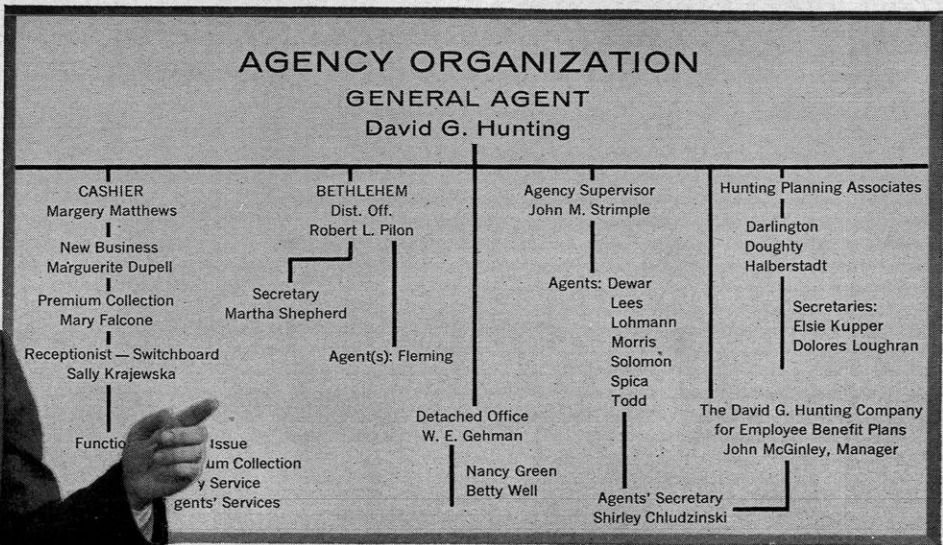 AGENCY ORGANIZATION
GENERAL AGENT
David G. Hunting
CASHIER
Margery Matthews
New Business
Marguerite Dupell
Premium Collection
Mary Falcone
Receptionist — Switchboard
Sally Krajewska
Issue
Collection
Service
Services
BETHLEHEM
Dist. Off.
Robert L. Pilon
Secretary
Martha Shepherd
Agent(s): Fleming
Detached Office
W. E. Gehman
Nancy Green
Betty Well
Agency Supervisor
John M. Strimple
Agents: Dewar
Lees
Lohmann
Morris
Solomon
Spica
Todd
Agents' Secretary
Shirley Chludzinski
Hunting Planning Associates
Darlington
Doughty
Halberstadt
Secretaries:
Elsie Kupper
Dolores Loughran
The David G. Hunting Company
for Employee Benefit Plans
John McGinley, Manager